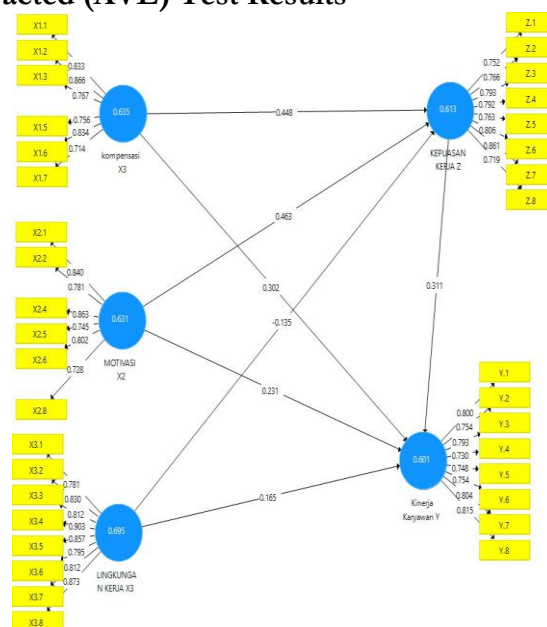 acted (AVE) Test Results
X1.1
X1.2
X1.3
X1.5
X1.6
X1.7
0.833
0.866
0.767
0.756
0.834
0.714
0.635
kompensasi
X3
X2.1
X2.2
X2.4
X2.5
X2.6
X2.8
0.840
0.781
0.863
0.745
0.802
0.728
0.631
MOTIVASI
X2
X3.1
X3.2
X3.3
X3.4
X3.5
X3.6
X3.7
X3.8
0.781
0.830
0.812
0.903
0.857
0.795
0.812
0.873
0.695
LINGKUNGA
N KERJA X3
0.448
0.463
0.302
-0.135
0.231
0.165
0.311
0.613
KEPUASAN
KERJA Z
0.752
0.766
0.793
0.792
0.763
0.806
0.861
0.719
Z.1
Z.2
Z.3
Z.4
Z.5
Z.6
Z.7
Z.8
0.601
Kinerja
Karyawan Y
0.800
0.754
0.793
0.730
0.748
0.754
0.804
0.815
Y.1
Y.2
Y.3
Y.4
Y.5
Y.6
Y.7
Y.8